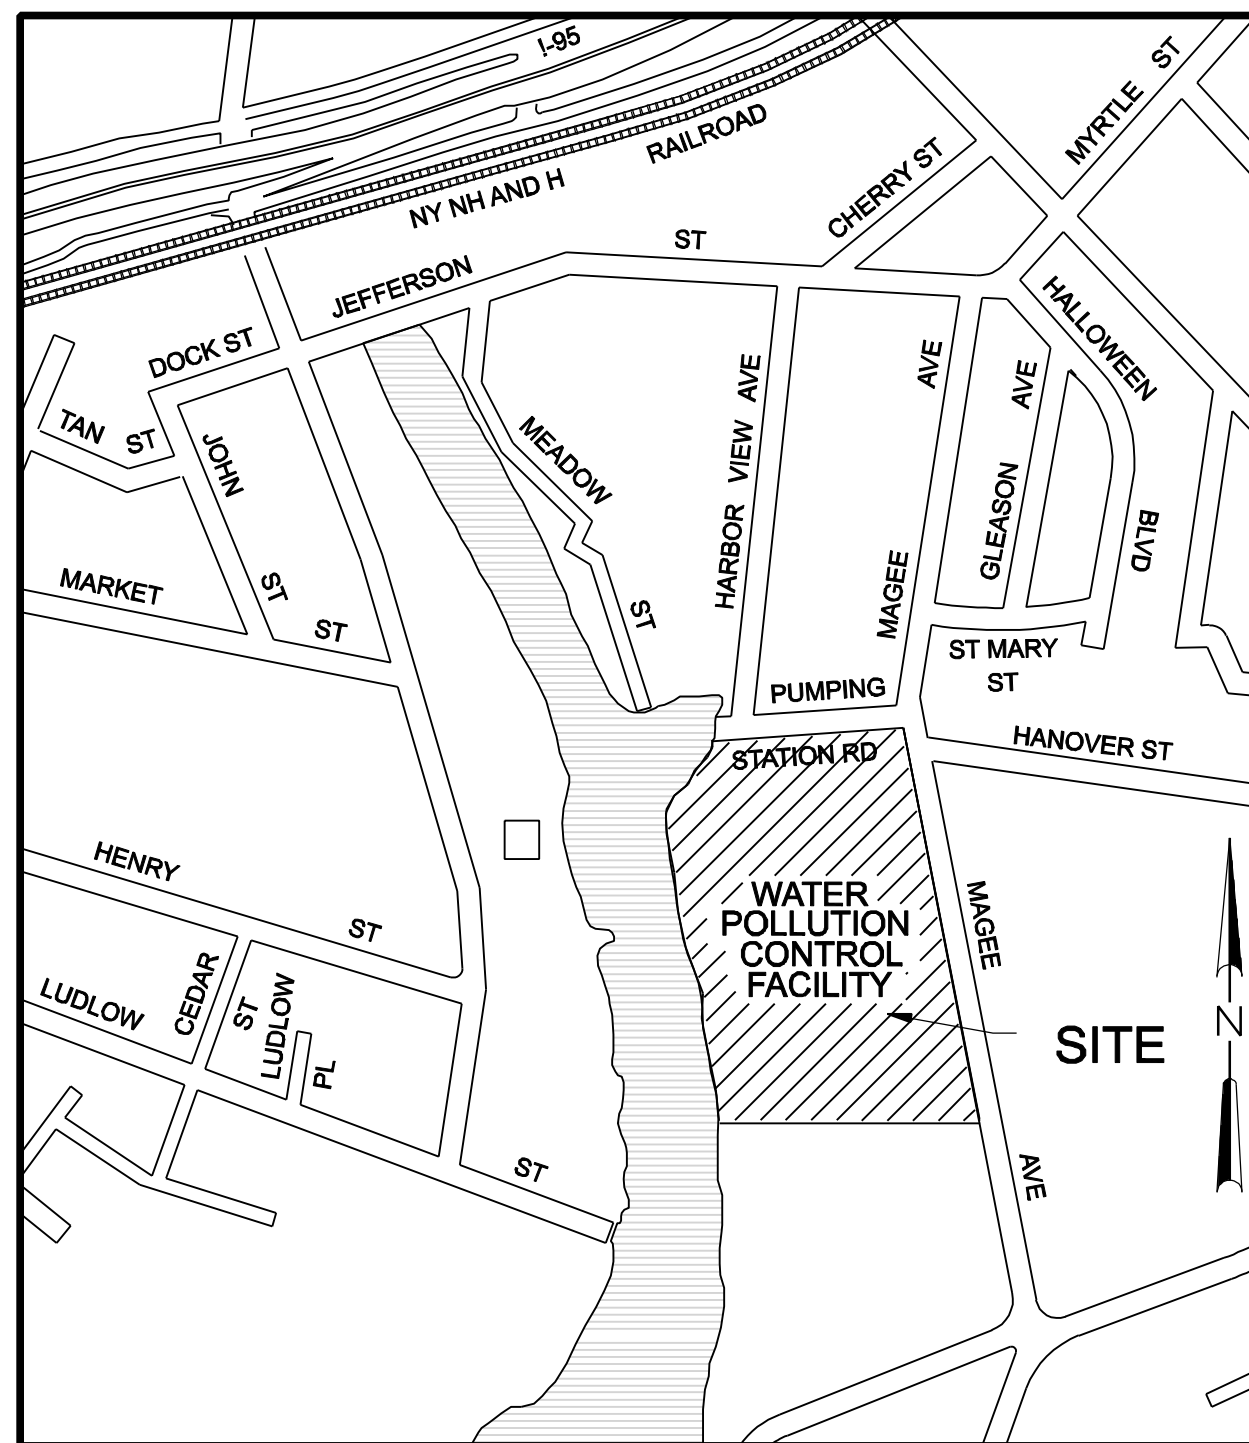 !-95
MYRTLE ST
RAILROAD
NY NH AND H
CHERRY ST
JEFFERSON ST
HALLOWEEN BLVD
DOCK ST
TAN ST
JOHN ST
MEADOW ST
HARBOR VIEW AVE
MAGEE AVE
GLEASON AVE
MARKET ST
ST MARY
ST
PUMPING
STATION RD
HANOVER ST
HENRY ST
WATER
POLLUTION
CONTROL
FACILITY
MAGEE AVE
CEDAR ST
LUDLOW ST
LUDLOW PL
SITE
N